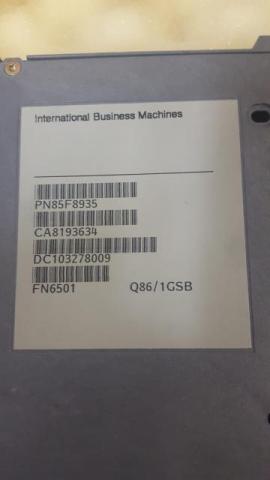 International Business Machines
PN85F8935
CA8193634
DC103278009
FN6501 Q86/1GSB